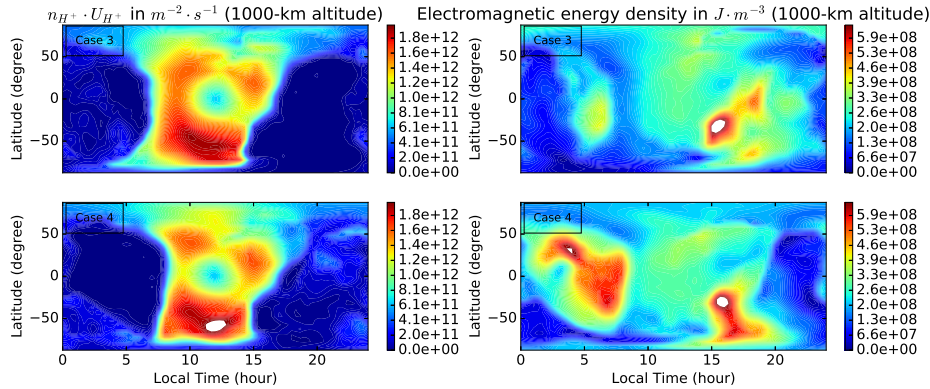 $n_{H^+} \cdot U_{H^+}$ in $m^{-2} \cdot s^{-1}$ (1000-km altitude)
Electromagnetic energy density in $J \cdot m^{-3}$ (1000-km altitude)
Case 3
50
0
−50
Latitude (degree)
1.8e+12
1.6e+12
1.4e+12
1.2e+12
1.0e+12
8.1e+11
6.1e+11
4.1e+11
2.0e+11
0.0e+00
Case 3
50
0
−50
Latitude (degree)
5.9e+08
5.3e+08
4.6e+08
3.9e+08
3.3e+08
2.6e+08
2.0e+08
1.3e+08
6.6e+07
0.0e+00
Case 4
50
0
−50
Latitude (degree)
0 5 10 15 20
Local Time (hour)
1.8e+12
1.6e+12
1.4e+12
1.2e+12
1.0e+12
8.1e+11
6.1e+11
4.1e+11
2.0e+11
0.0e+00
Case 4
50
0
−50
Latitude (degree)
0 5 10 15 20
Local Time (hour)
5.9e+08
5.3e+08
4.6e+08
3.9e+08
3.3e+08
2.6e+08
2.0e+08
1.3e+08
6.6e+07
0.0e+00